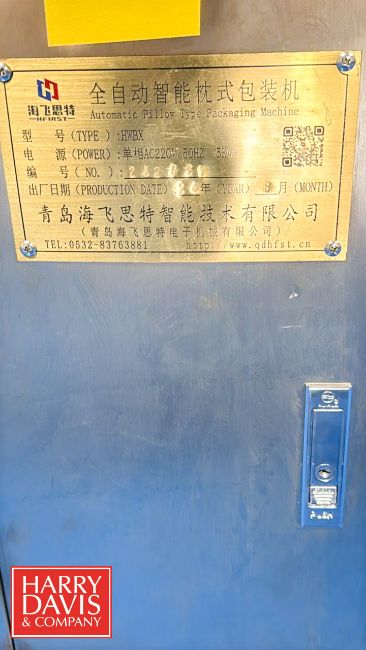 海飞思特
HFIRST
全自动智能枕式包装机
Automatic Pillow Type Packaging Machine
型 号(TYPE):HWBX
电 源(POWER):单相AC220V/50HZ
编 号(NO.):
出厂日期(PRODUCTION DATE) 年(YEAR) 8月(MONTH)
青岛海飞思特智能技术有限公司
(青岛海飞思特电子机械有限公司)
TEL:0532-83763881 http://www.qdhfst.cn
HARRY
DAVIS
& COMPANY